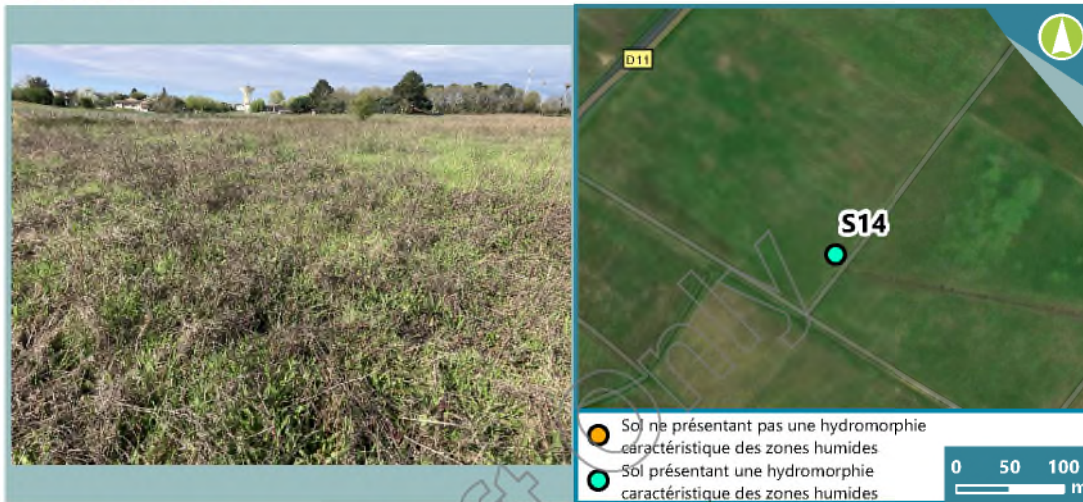 D11
S14
Sol ne présentant pas une hydromorphie
caractéristique des zones humides
Sol présentant une hydromorphie
caractéristique des zones humides
0 50 100
m